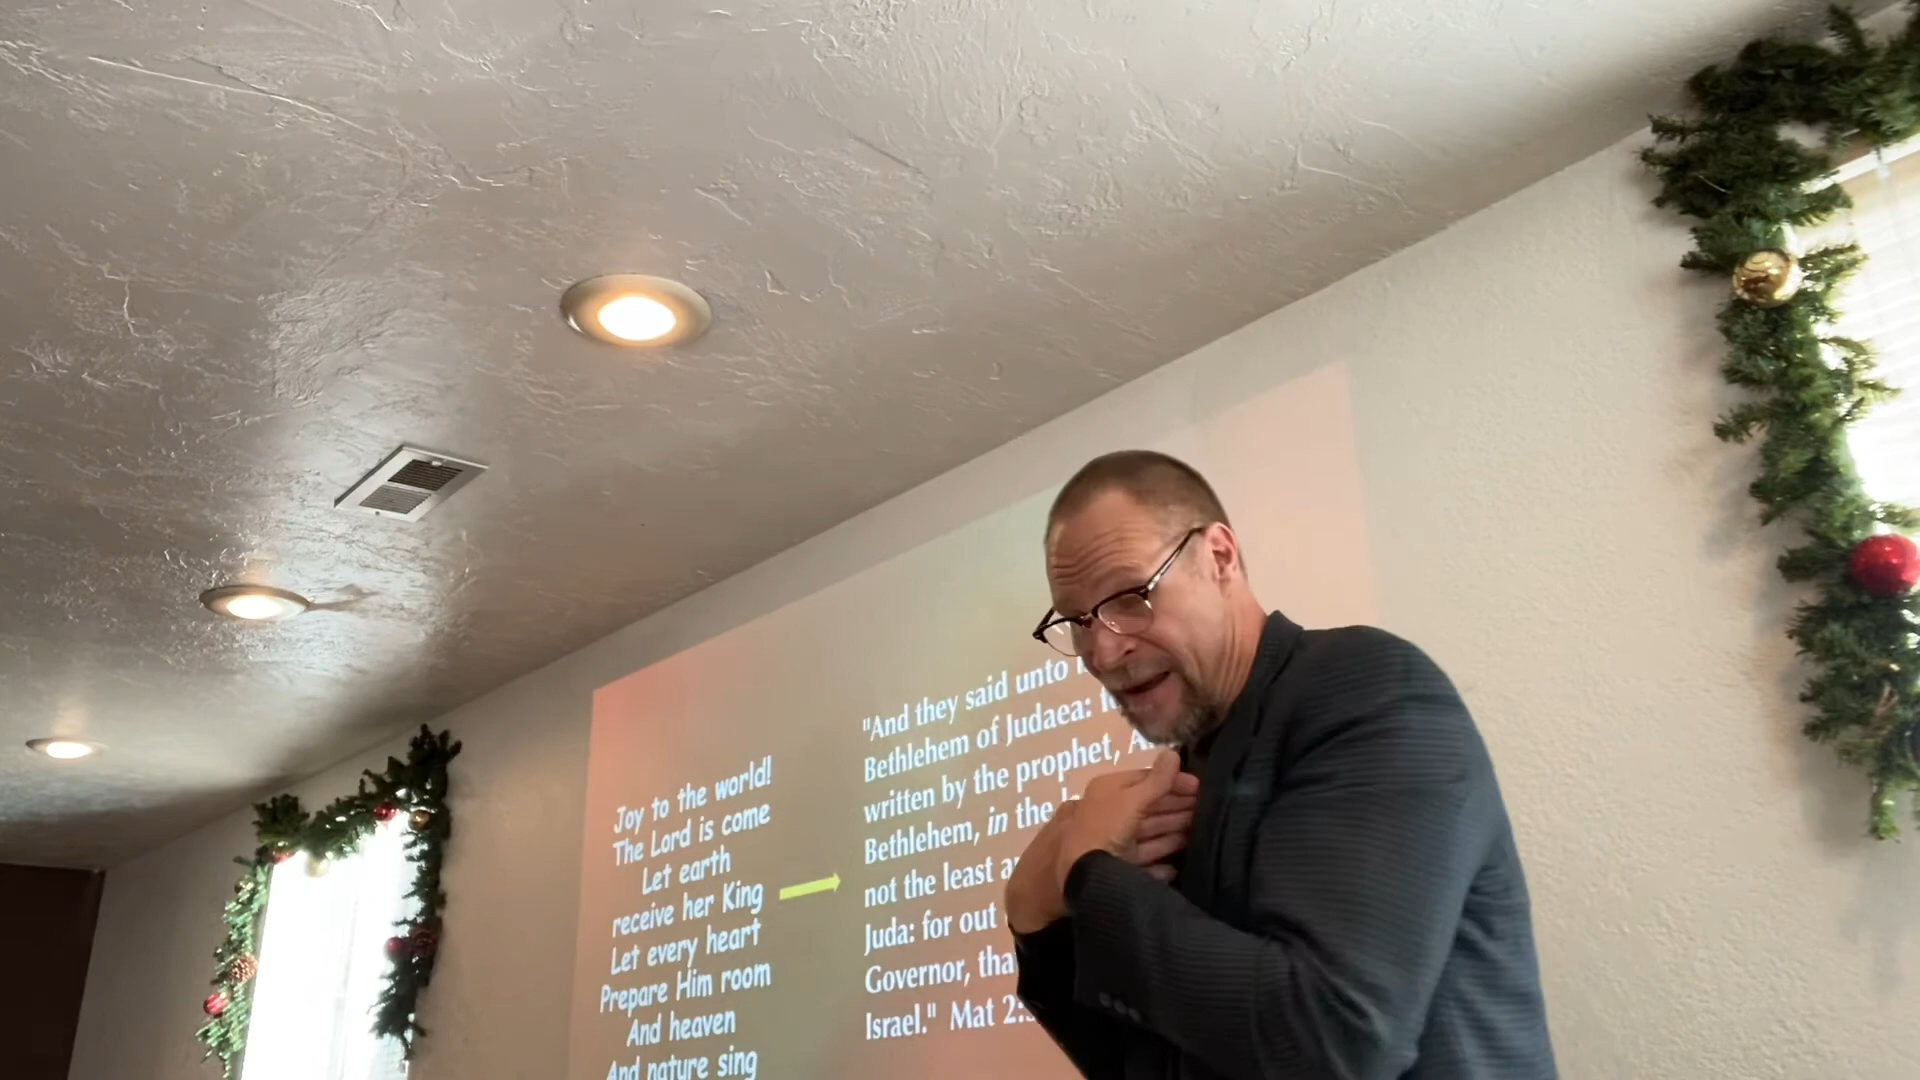 Joy to the world!
The Lord is come
Let earth
receive her King
Let every heart
Prepare Him room
And heaven
And nature sing
"And they said unto
Bethlehem of Judaea:
written by the prophet,
Bethlehem, in the
not the least
Juda: for out
Governor,
Israel." Mat 2: